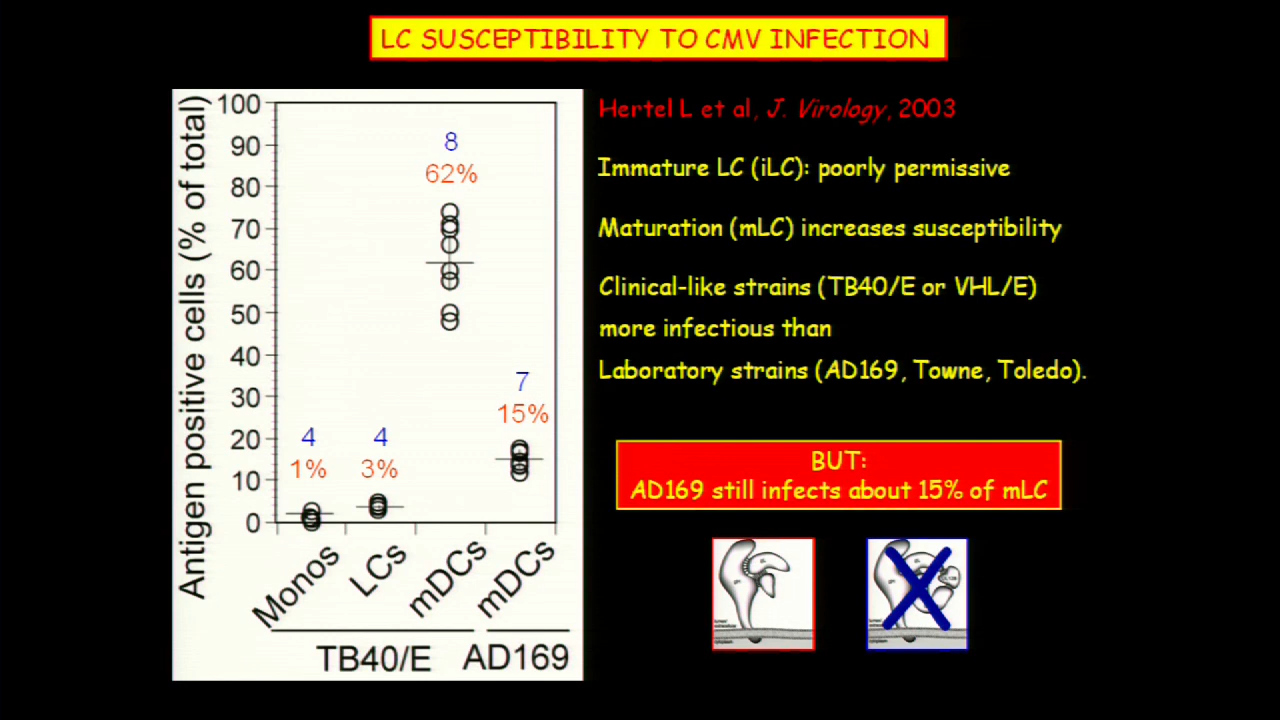 LC SUSCEPTIBILITY TO CMV INFECTION
Antigen positive cells (% of total)
100
90
80
70
60
50
40
30
20
10
0
4
1%
4
3%
8
62%
7
15%
Monos
LCs
mDCs
mDCs
TB40/E
AD169
Hertel L et al, J. Virology, 2003
Immature LC (iLC): poorly permissive
Maturation (mLC) increases susceptibility
Clinical-like strains (TB40/E or VHL/E)
more infectious than
Laboratory strains (AD169, Towne, Toledo).
BUT:
AD169 still infects about 15% of mLC